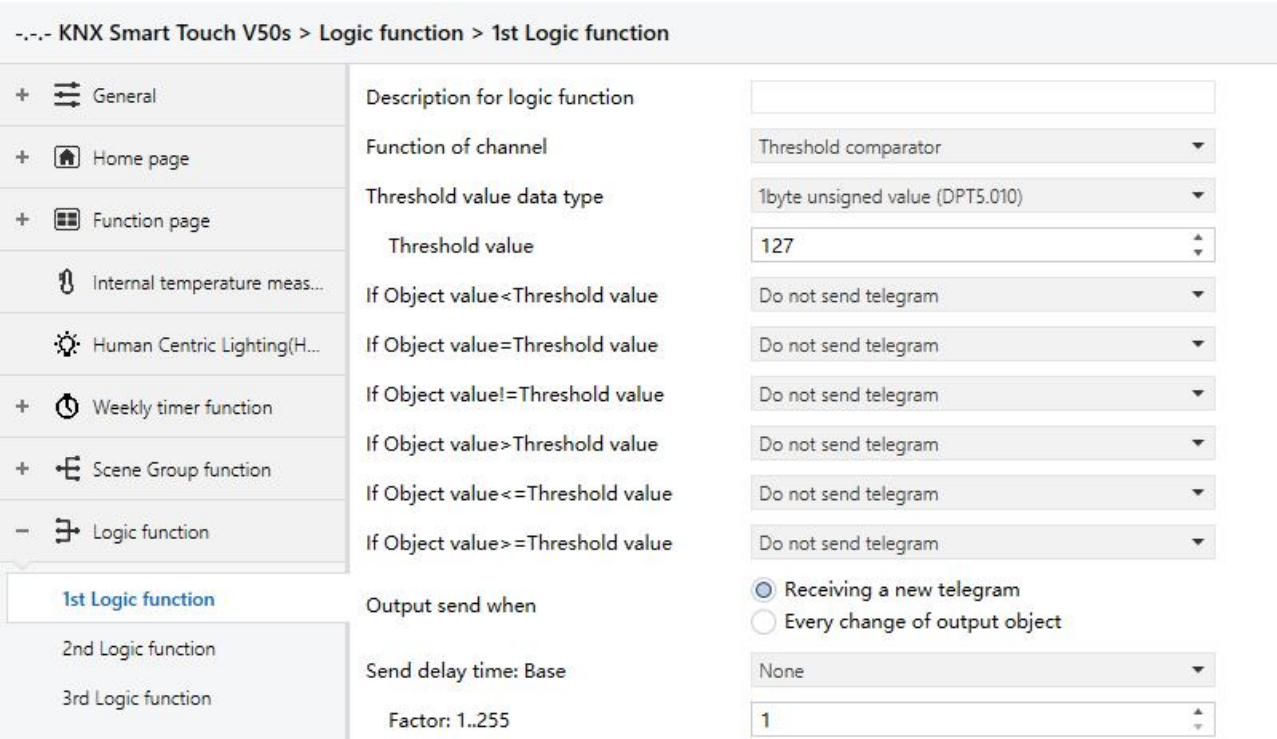 -.-.- KNX Smart Touch V50s > Logic function > 1st Logic function
+ General
+ Home page
+ Function page
Internal temperature meas...
Human Centric Lighting(H...
+ Weekly timer function
+ Scene Group function
− Logic function
1st Logic function
2nd Logic function
3rd Logic function
Description for logic function
Function of channel Threshold comparator
Threshold value data type 1byte unsigned value (DPT5.010)
Threshold value 127
If Object value<Threshold value Do not send telegram
If Object value=Threshold value Do not send telegram
If Object value!=Threshold value Do not send telegram
If Object value>Threshold value Do not send telegram
If Object value<=Threshold value Do not send telegram
If Object value>=Threshold value Do not send telegram
Output send when Receiving a new telegram
Every change of output object
Send delay time: Base None
Factor: 1..255 1